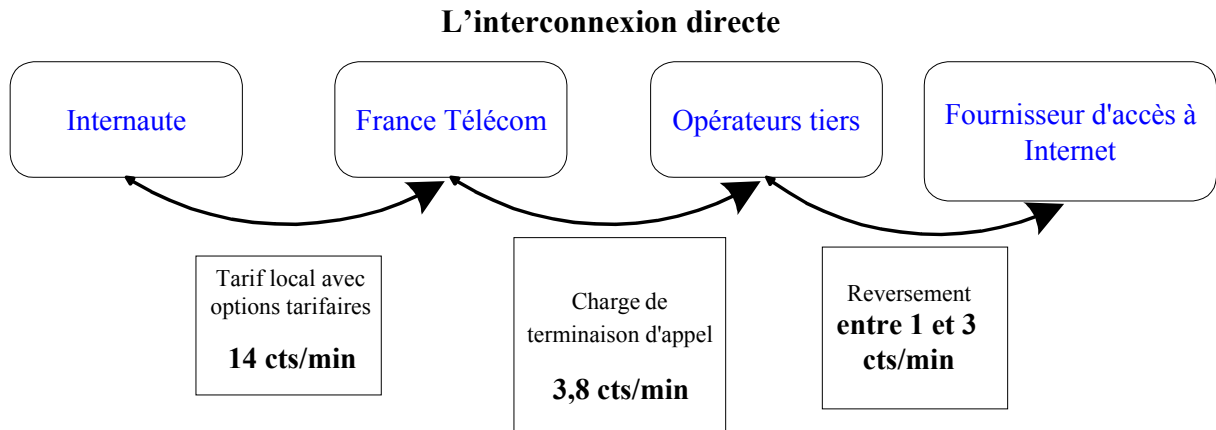 L’interconnexion directe
Internaute
France Télécom
Opérateurs tiers
Fournisseur d'accès à
Internet
Tarif local avec
options tarifaires
14 cts/min
Charge de
terminaison d'appel
3,8 cts/min
Reversement
entre 1 et 3
cts/min